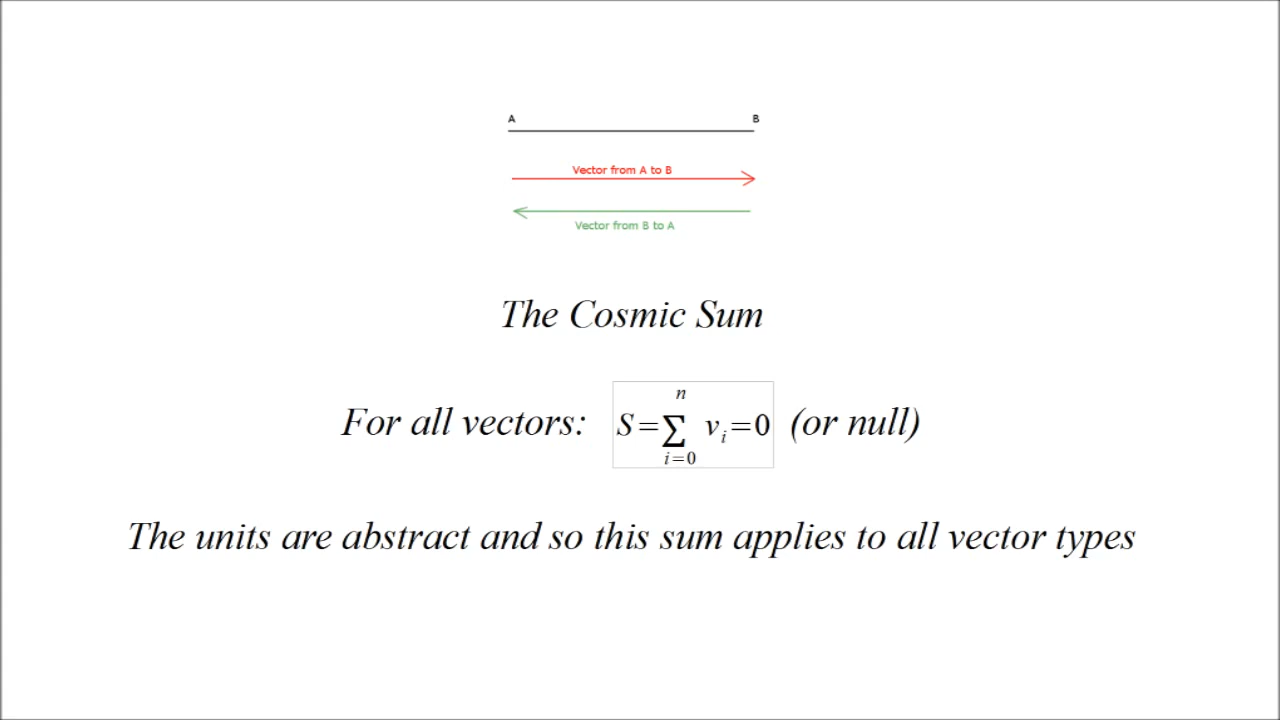 A B
Vector from A to B
Vector from B to A
The Cosmic Sum
For all vectors: S=∑_{i=0}^{n} v_i=0 (or null)
The units are abstract and so this sum applies to all vector types